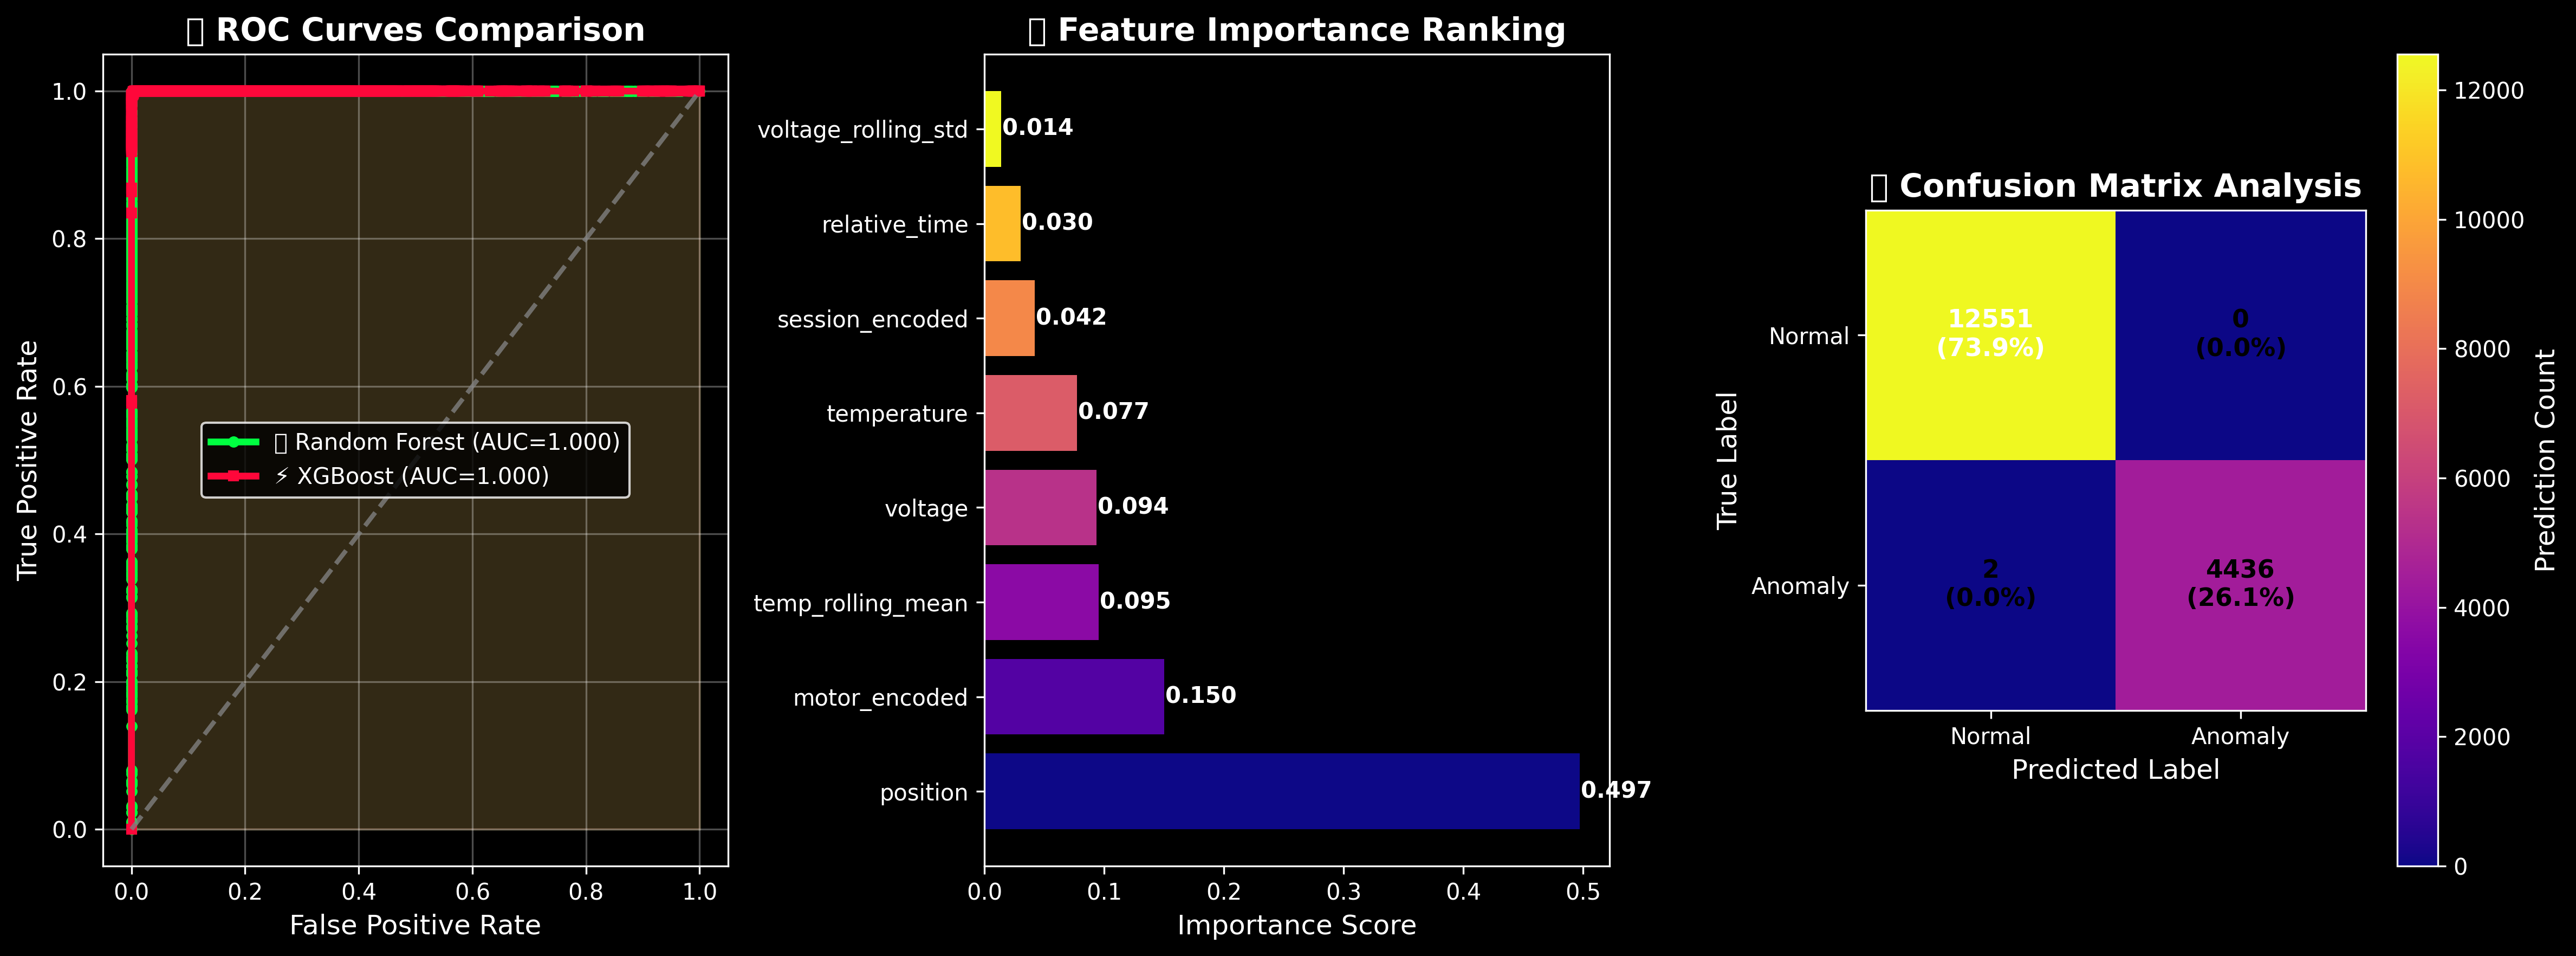 ROC Curves Comparison
True Positive Rate
1.0
0.8
0.6
0.4
0.2
0.0
Random Forest (AUC=1.000)
⚡ XGBoost (AUC=1.000)
0.0 0.2 0.4 0.6 0.8 1.0
False Positive Rate
Feature Importance Ranking
voltage_rolling_std 0.014
relative_time 0.030
session_encoded 0.042
temperature 0.077
voltage 0.094
temp_rolling_mean 0.095
motor_encoded 0.150
position 0.497
0.0 0.1 0.2 0.3 0.4 0.5
Importance Score
Confusion Matrix Analysis
True Label
Normal
12551
(73.9%)
0
(0.0%)
Anomaly
2
(0.0%)
4436
(26.1%)
Normal Anomaly
Predicted Label
12000
10000
8000
6000
4000
2000
0
Prediction Count